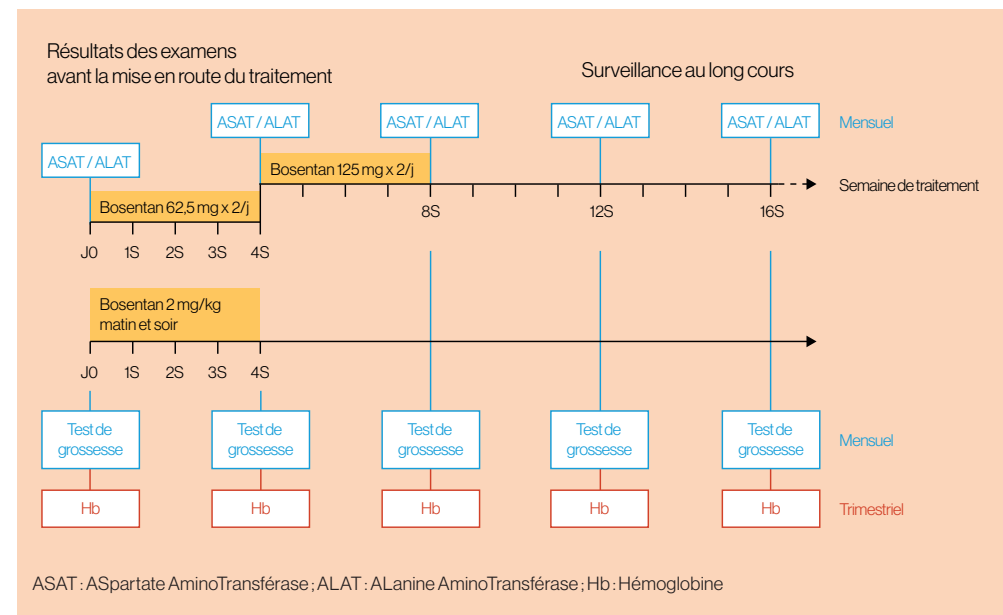 Résultats des examens
avant la mise en route du traitement
Surveillance au long cours
ASAT / ALAT
ASAT / ALAT
ASAT / ALAT
ASAT / ALAT
Mensuel
ASAT / ALAT
Bosentan 125 mg x 2/j
Semaine de traitement
Bosentan 62,5 mg x 2/j
8S
12S
16S
J0
1S
2S
3S
4S
Bosentan 2 mg/kg
matin et soir
J0
1S
2S
3S
4S
Test de
grossesse
Test de
grossesse
Test de
grossesse
Test de
grossesse
Test de
grossesse
Mensuel
Hb
Hb
Hb
Hb
Hb
Trimestriel
ASAT : ASpartate AminoTransférase ; ALAT : ALanine AminoTransférase ; Hb : Hémoglobine